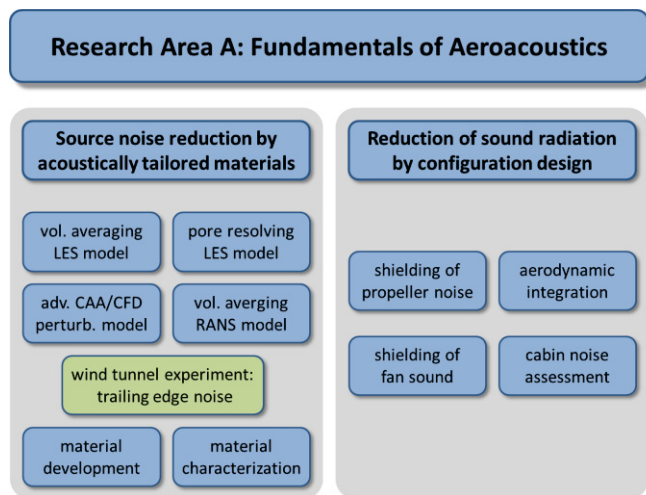 Research Area A: Fundamentals of Aeroacoustics
Source noise reduction by
acoustically tailored materials
vol. averaging
LES model
pore resolving
LES model
adv. CAA/CFD
perturb. model
vol. averging
RANS model
wind tunnel experiment:
trailing edge noise
material
development
material
characterization
Reduction of sound radiation
by configuration design
shielding of
propeller noise
aerodynamic
integration
shielding of
fan sound
cabin noise
assessment